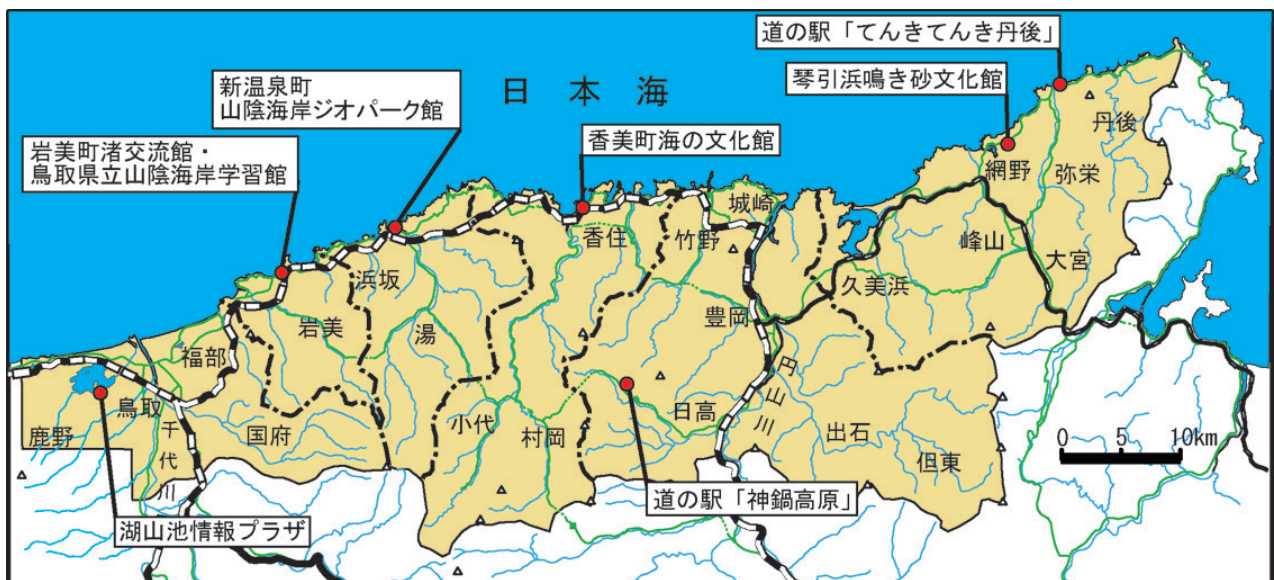 道の駅「てんきてんき丹後」
琴引浜鳴き砂文化館
新温泉町
山陰海岸ジオパーク館
日本海
香美町海の文化館
岩美町渚交流館・
鳥取県立山陰海岸学習館
丹後
網野
弥栄
城崎
香住
竹野
峰山
大宮
浜坂
久美浜
岩美
湯
豊岡
福部
円山川
鳥取
千代川
日高
小代
村岡
出石
鹿野
国府
但東
0 5 10km
道の駅「神鍋高原」
湖山池情報プラザ